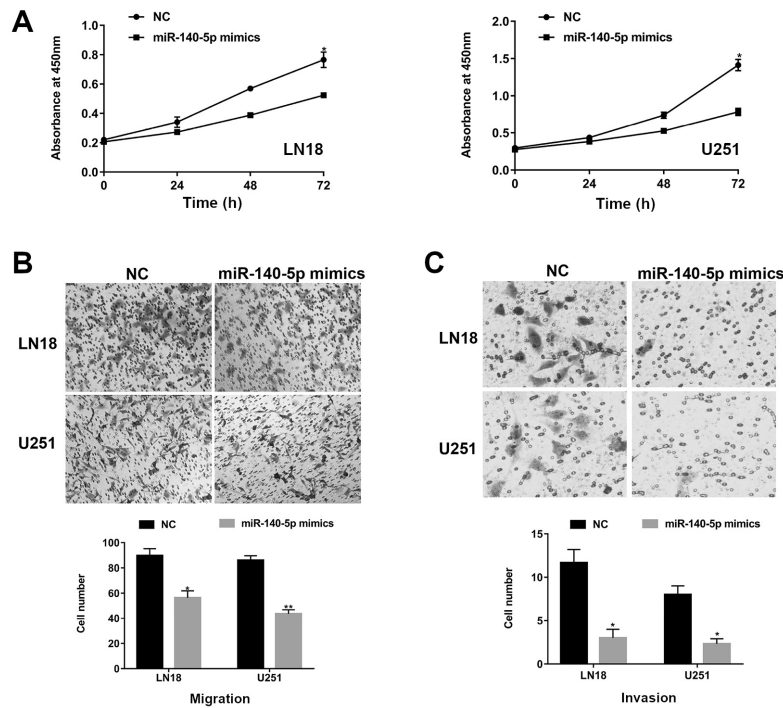 A
NC
miR-140-5p mimics
Absorbance at 450nm
1.0
0.8
0.6
0.4
0.2
0.0
*
LN18
0 24 48 72
Time (h)
NC
miR-140-5p mimics
Absorbance at 450nm
2.0
1.5
1.0
0.5
0.0
*
U251
0 24 48 72
Time (h)
B
NC miR-140-5p mimics
LN18
U251
NC miR-140-5p mimics
Cell number
100
80
60
40
20
0
* **
LN18 U251
Migration
C
NC miR-140-5p mimics
LN18
U251
NC miR-140-5p mimics
Cell number
15
10
5
0
* *
LN18 U251
Invasion